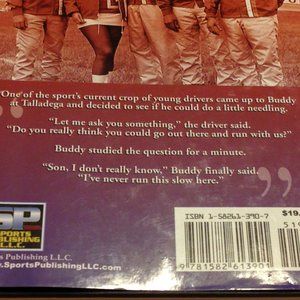 "One of the sport's current crop of young drivers came up to Buddy
at Talladega and decided to see if he could do a little needling.
"Let me ask you something," the driver said.
"Do you really think you could go out there and run with us?"
Buddy studied the question for a minute.
"Son, I don't really know," Buddy finally said.
"I've never run this slow here."
SP
SPORTS
PUBLISHING
L.L.C.
Sports Publishing L.L.C.
www.SportsPublishingLLC.com
ISBN 1-58261-390-7
$19.
9 781582 613901